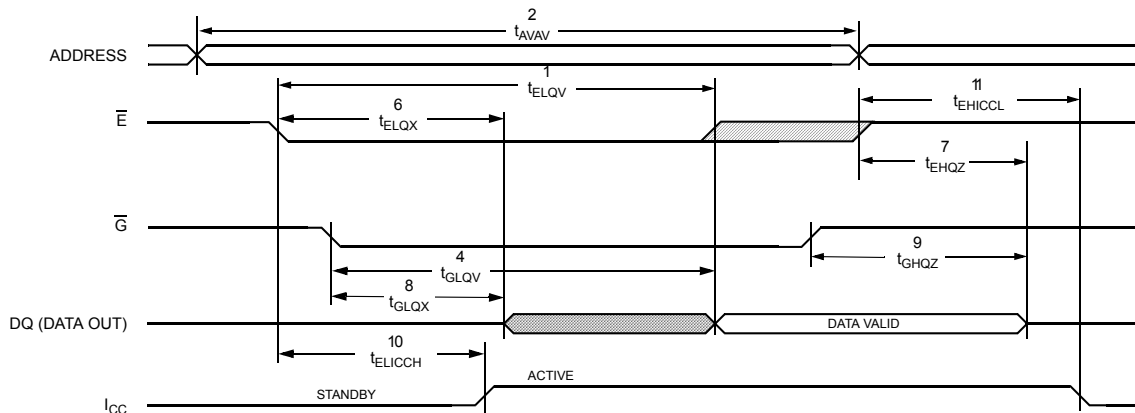 2
tAVAV
ADDRESS
1
tELQV
11
tEHICCL
6
tELQX
E̅
7
tEHQZ
G̅
9
tGHQZ
4
tGLQV
8
tGLQX
DQ (DATA OUT)
DATA VALID
10
tELICCH
ACTIVE
STANDBY
ICC